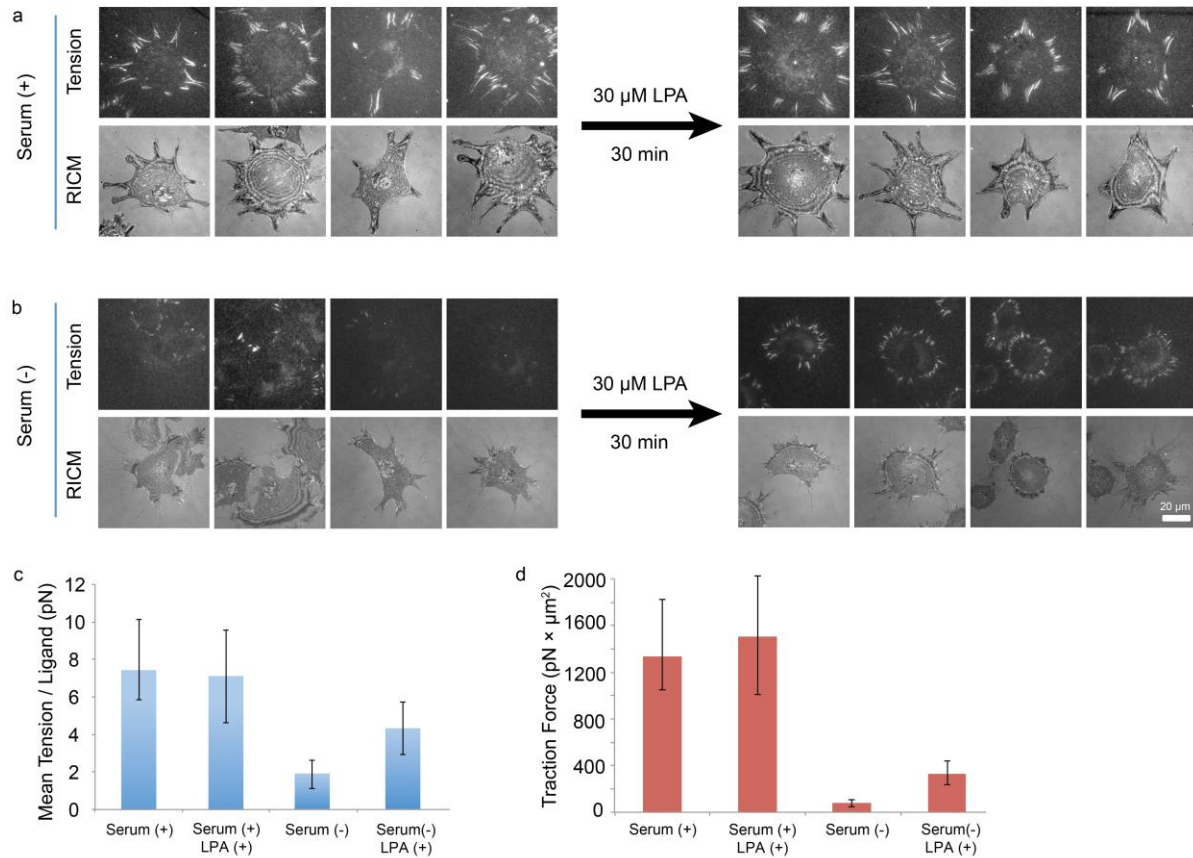 a
Serum (+)
Tension
RICM
30 µM LPA
30 min
b
Serum (-)
Tension
RICM
30 µM LPA
30 min
20 µm
c
Mean Tension / Ligand (pN)
12
10
8
6
4
2
0
Serum (+)
Serum (+)
LPA (+)
Serum (-)
Serum(-)
LPA (+)
d
Traction Force (pN × µm²)
2000
1600
1200
800
400
0
Serum (+)
Serum (+)
LPA (+)
Serum (-)
Serum(-)
LPA (+)